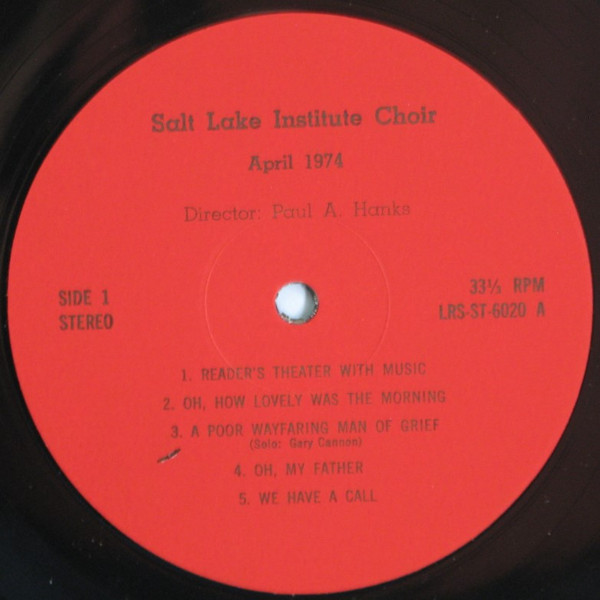 Salt Lake Institute Choir
April 1974
Director: Paul A. Hanks
SIDE 1
STEREO
33⅓ RPM
LRS-ST-6020 A
1. READER'S THEATER WITH MUSIC
2. OH, HOW LOVELY WAS THE MORNING
3. A POOR WAYFARING MAN OF GRIEF
(Solo: Gary Cannon)
4. OH, MY FATHER
5. WE HAVE A CALL